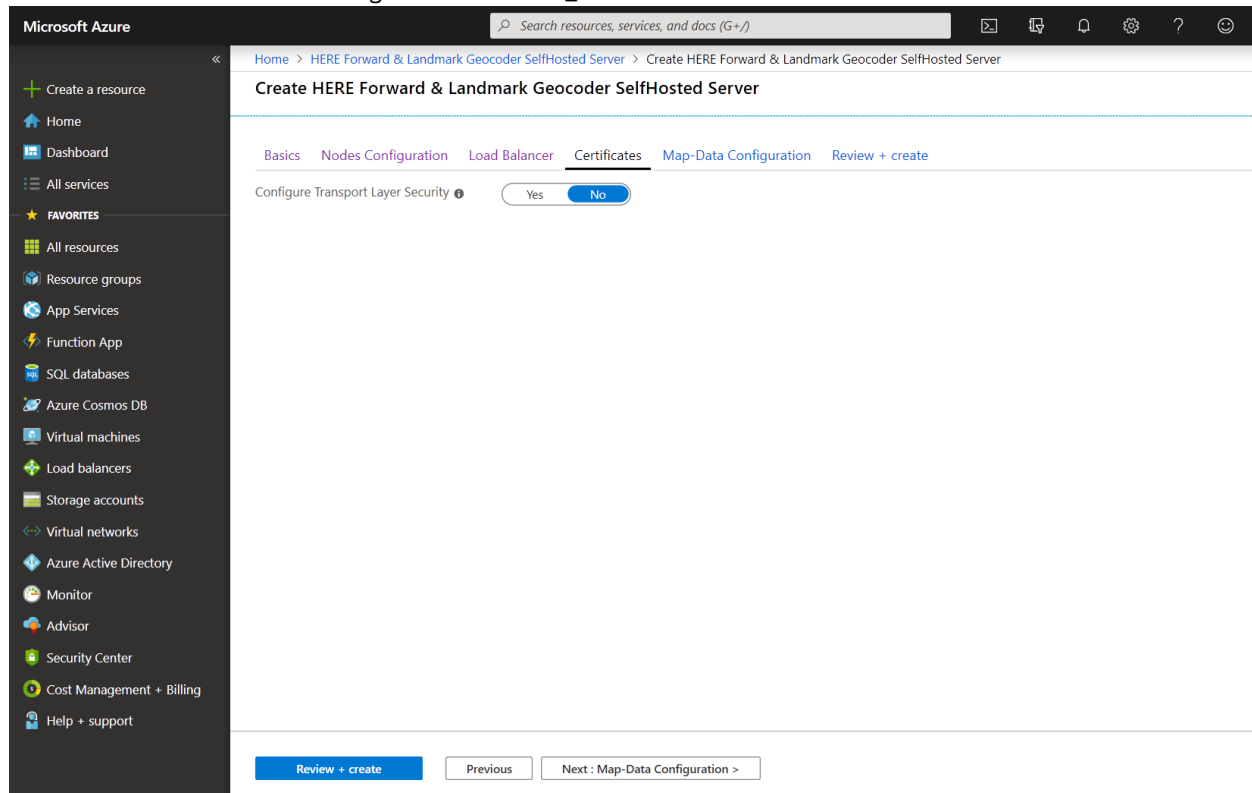 Microsoft Azure
Search resources, services, and docs (G+/)
«
Home > HERE Forward & Landmark Geocoder SelfHosted Server > Create HERE Forward & Landmark Geocoder SelfHosted Server
Create HERE Forward & Landmark Geocoder SelfHosted Server
Create a resource
Home
Dashboard
All services
FAVORITES
All resources
Resource groups
App Services
Function App
SQL databases
Azure Cosmos DB
Virtual machines
Load balancers
Storage accounts
Virtual networks
Azure Active Directory
Monitor
Advisor
Security Center
Cost Management + Billing
Help + support
Basics Nodes Configuration Load Balancer Certificates Map-Data Configuration Review + create
Configure Transport Layer Security Yes No
Review + create Previous Next : Map-Data Configuration >